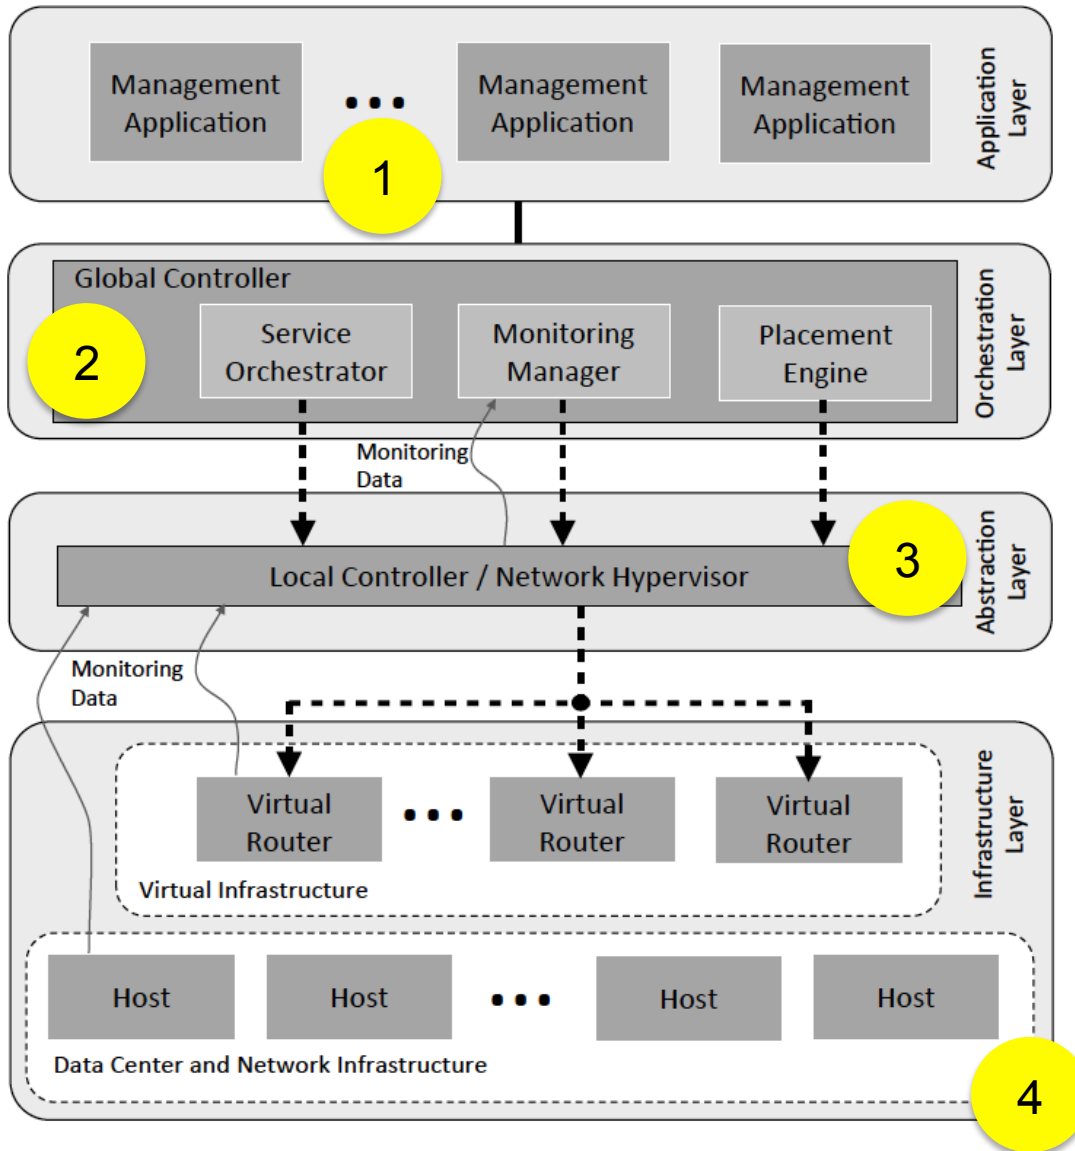 Management
Application
Management
Application
Management
Application
Application
Layer
1
Global Controller
Service
Orchestrator
Monitoring
Manager
Placement
Engine
Orchestration
Layer
2
Monitoring
Data
Local Controller / Network Hypervisor
3
Abstraction
Layer
Monitoring
Data
Virtual
Router
Virtual
Router
Virtual
Router
Virtual Infrastructure
Infrastructure
Layer
Host
Host
Host
Host
Data Center and Network Infrastructure
4